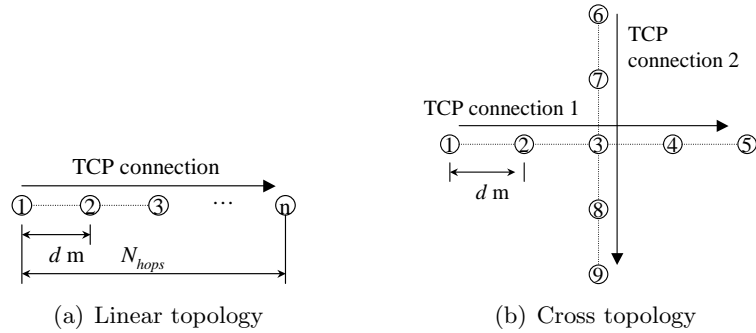 TCP connection
1 2 3 ... n
d m
N_hops
(a) Linear topology
6
TCP
connection 2
7
TCP connection 1
1 2 3 4 5
d m
8
9
(b) Cross topology